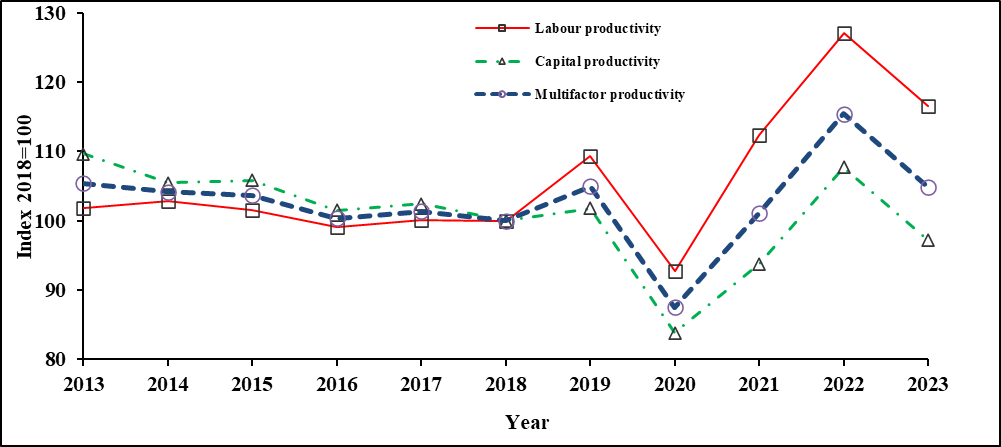 130
120
110
100
90
80
Index 2018=100
Labour productivity
Capital productivity
Multifactor productivity
2013 2014 2015 2016 2017 2018 2019 2020 2021 2022 2023
Year